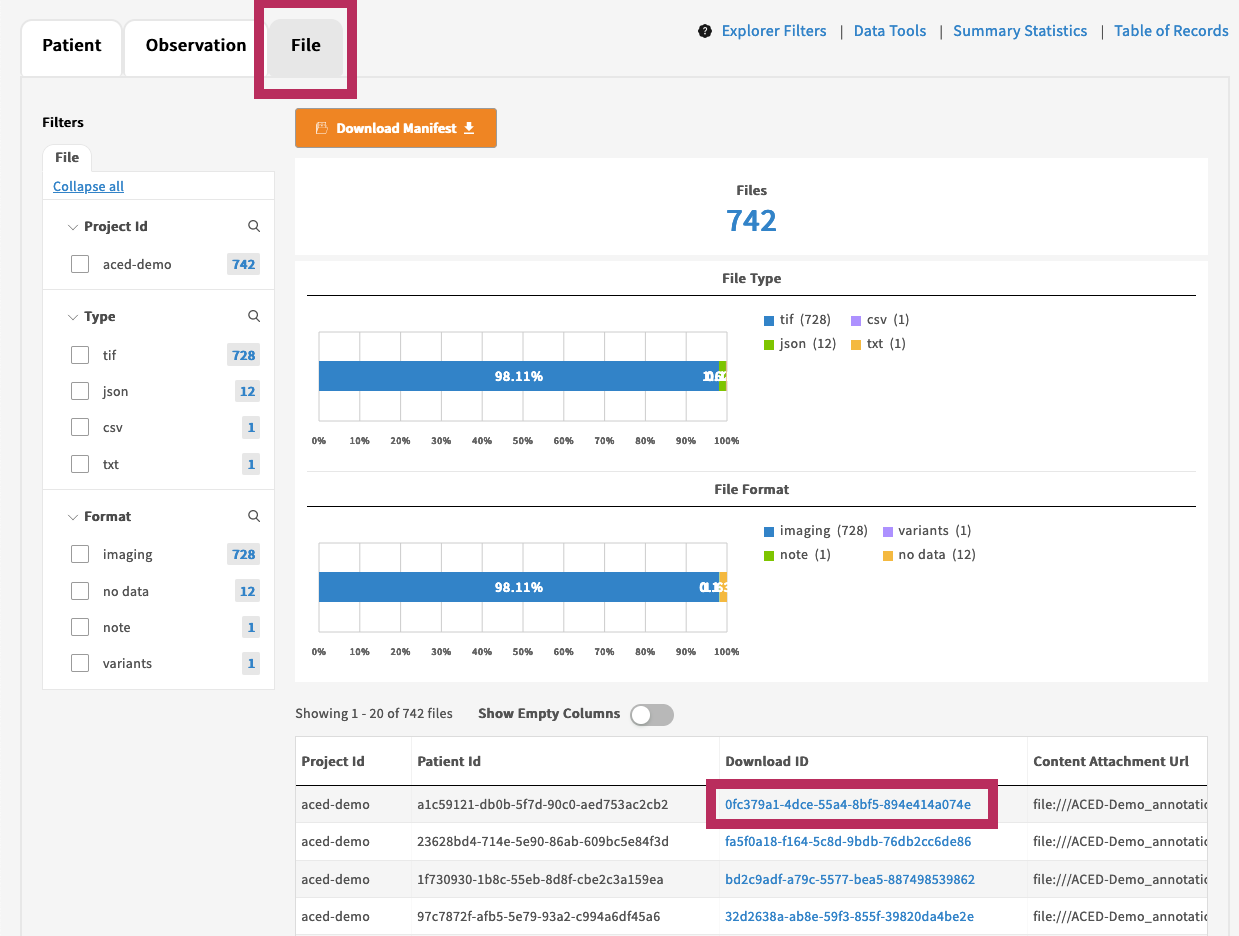 Patient Observation File
Explorer Filters | Data Tools | Summary Statistics | Table of Records
Filters
File
Collapse all
Project Id
aced-demo 742
Type
tif 728
json 12
csv 1
txt 1
Format
imaging 728
no data 12
note 1
variants 1
Download Manifest
Files
742
File Type
tif (728) csv (1)
json (12) txt (1)
98.11%
0% 10% 20% 30% 40% 50% 60% 70% 80% 90% 100%
File Format
imaging (728) variants (1)
note (1) no data (12)
98.11%
0% 10% 20% 30% 40% 50% 60% 70% 80% 90% 100%
Showing 1 - 20 of 742 files Show Empty Columns
Project Id Patient Id Download ID Content Attachment Url
aced-demo a1c59121-db0b-5f7d-90c0-aed753ac2cb2 0fc379a1-4dce-55a4-8bf5-894e414a074e file:///ACED-Demo_annotatio
aced-demo 23628bd4-714e-5e90-86ab-609bc5e84f3d fa5f0a18-f164-5c8d-9bdb-76db2cc6de86 file:///ACED-Demo_annotatio
aced-demo 1f730930-1b8c-55eb-8d8f-cbe2c3a159ea bd2c9adf-a79c-5577-bea5-887498539862 file:///ACED-Demo_annotatio
aced-demo 97c7872f-afb5-5e79-93a2-c994a6df45a6 32d2638a-ab8e-59f3-855f-39820da4be2e file:///ACED-Demo_annotatio